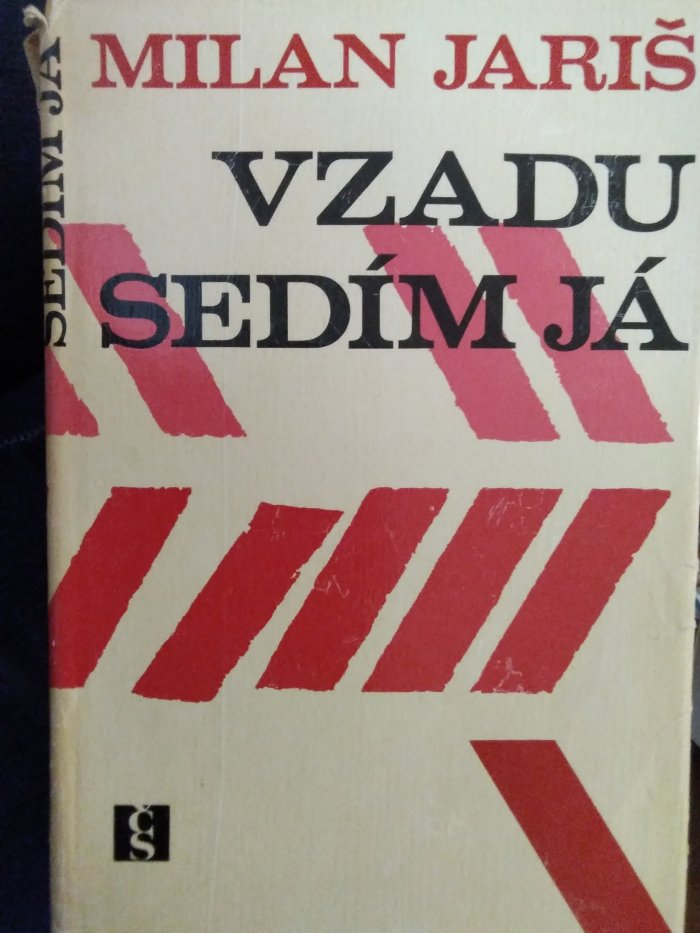 MILAN JARIŠ
VZADU
SEDÍM JÁ
SEDÍM JÁ
ČS